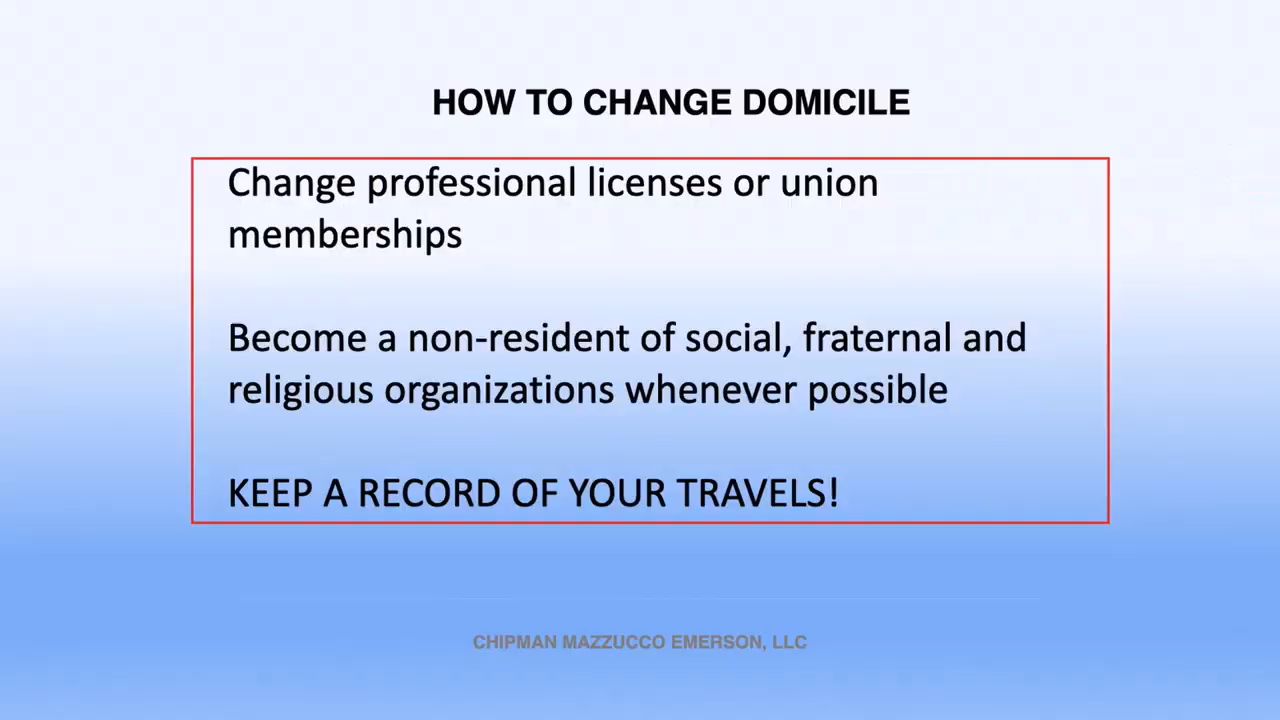 HOW TO CHANGE DOMICILE
Change professional licenses or union
memberships
Become a non-resident of social, fraternal and
religious organizations whenever possible
KEEP A RECORD OF YOUR TRAVELS!
CHIPMAN MAZZUCCO EMERSON, LLC